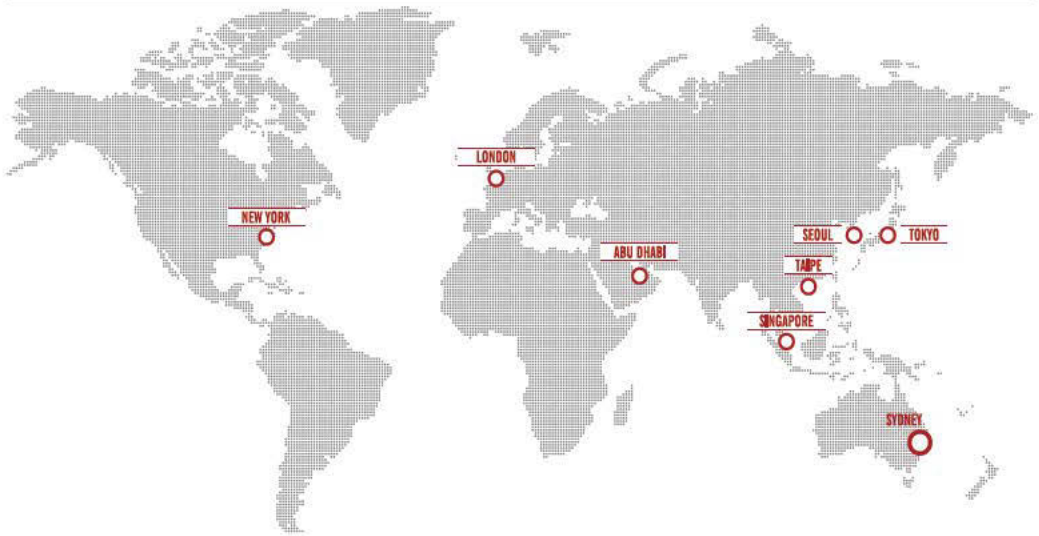 LONDON
NEW YORK
SEOUL
TOKYO
ABU DHABI
TAIPE
SINGAPORE
SYDNEY